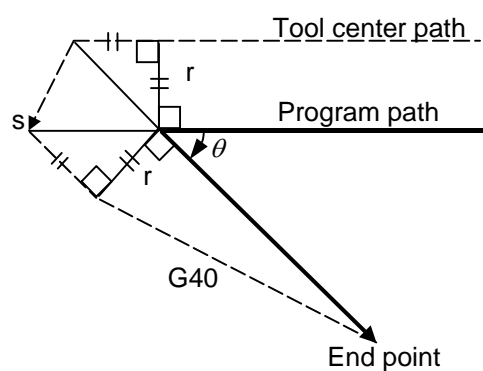 Tool center path
r
Program path
s
θ
r
G40
End point